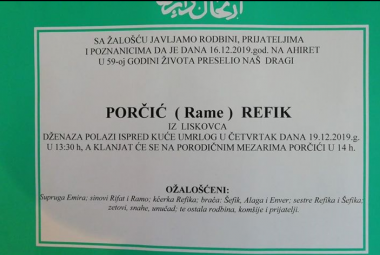 SA ŽALOŠĆU JAVLJAMO RODBINI, PRIJATELJIMA
I POZNANICIMA DA JE DANA 16.12.2019.god. NA AHIRET
U 59-oj GODINI ŽIVOTA PRESELIO NAŠ DRAGI
PORČIĆ ( Rame ) REFIK
IZ LISKOVCA
DŽENAZA POLAZI ISPRED KUĆE UMRLOG U ČETVRTAK DANA 19.12.2019.g.
U 13:30 h, A KLANJAT ĆE SE NA PORODIČNIM MEZARIMA PORČIĆI U 14 h.
OŽALOŠĆENI:
Supruga Emira; sinovi Rifat i Ramo; kćerka Refika; braća: Šefik, Alaga i Enver; sestre Refika i Šefika;
zetovi, snahe, unučad; te ostala rodbina, komšije i prijatelji.